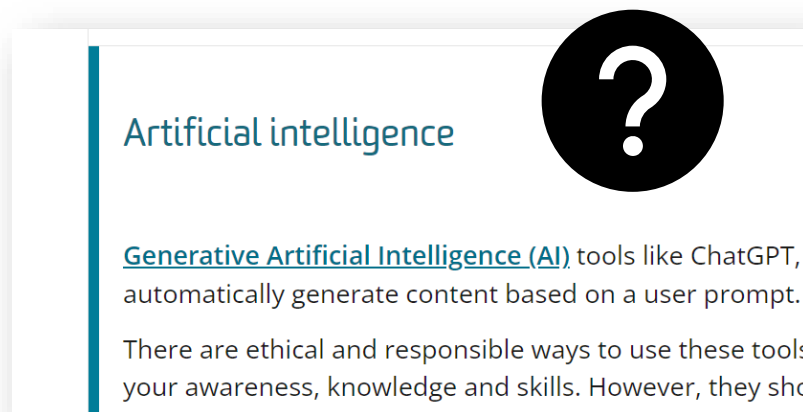 ?
Artificial intelligence
Generative Artificial Intelligence (AI) tools like ChatGPT,
automatically generate content based on a user prompt.
There are ethical and responsible ways to use these tools
your awareness, knowledge and skills. However, they sho